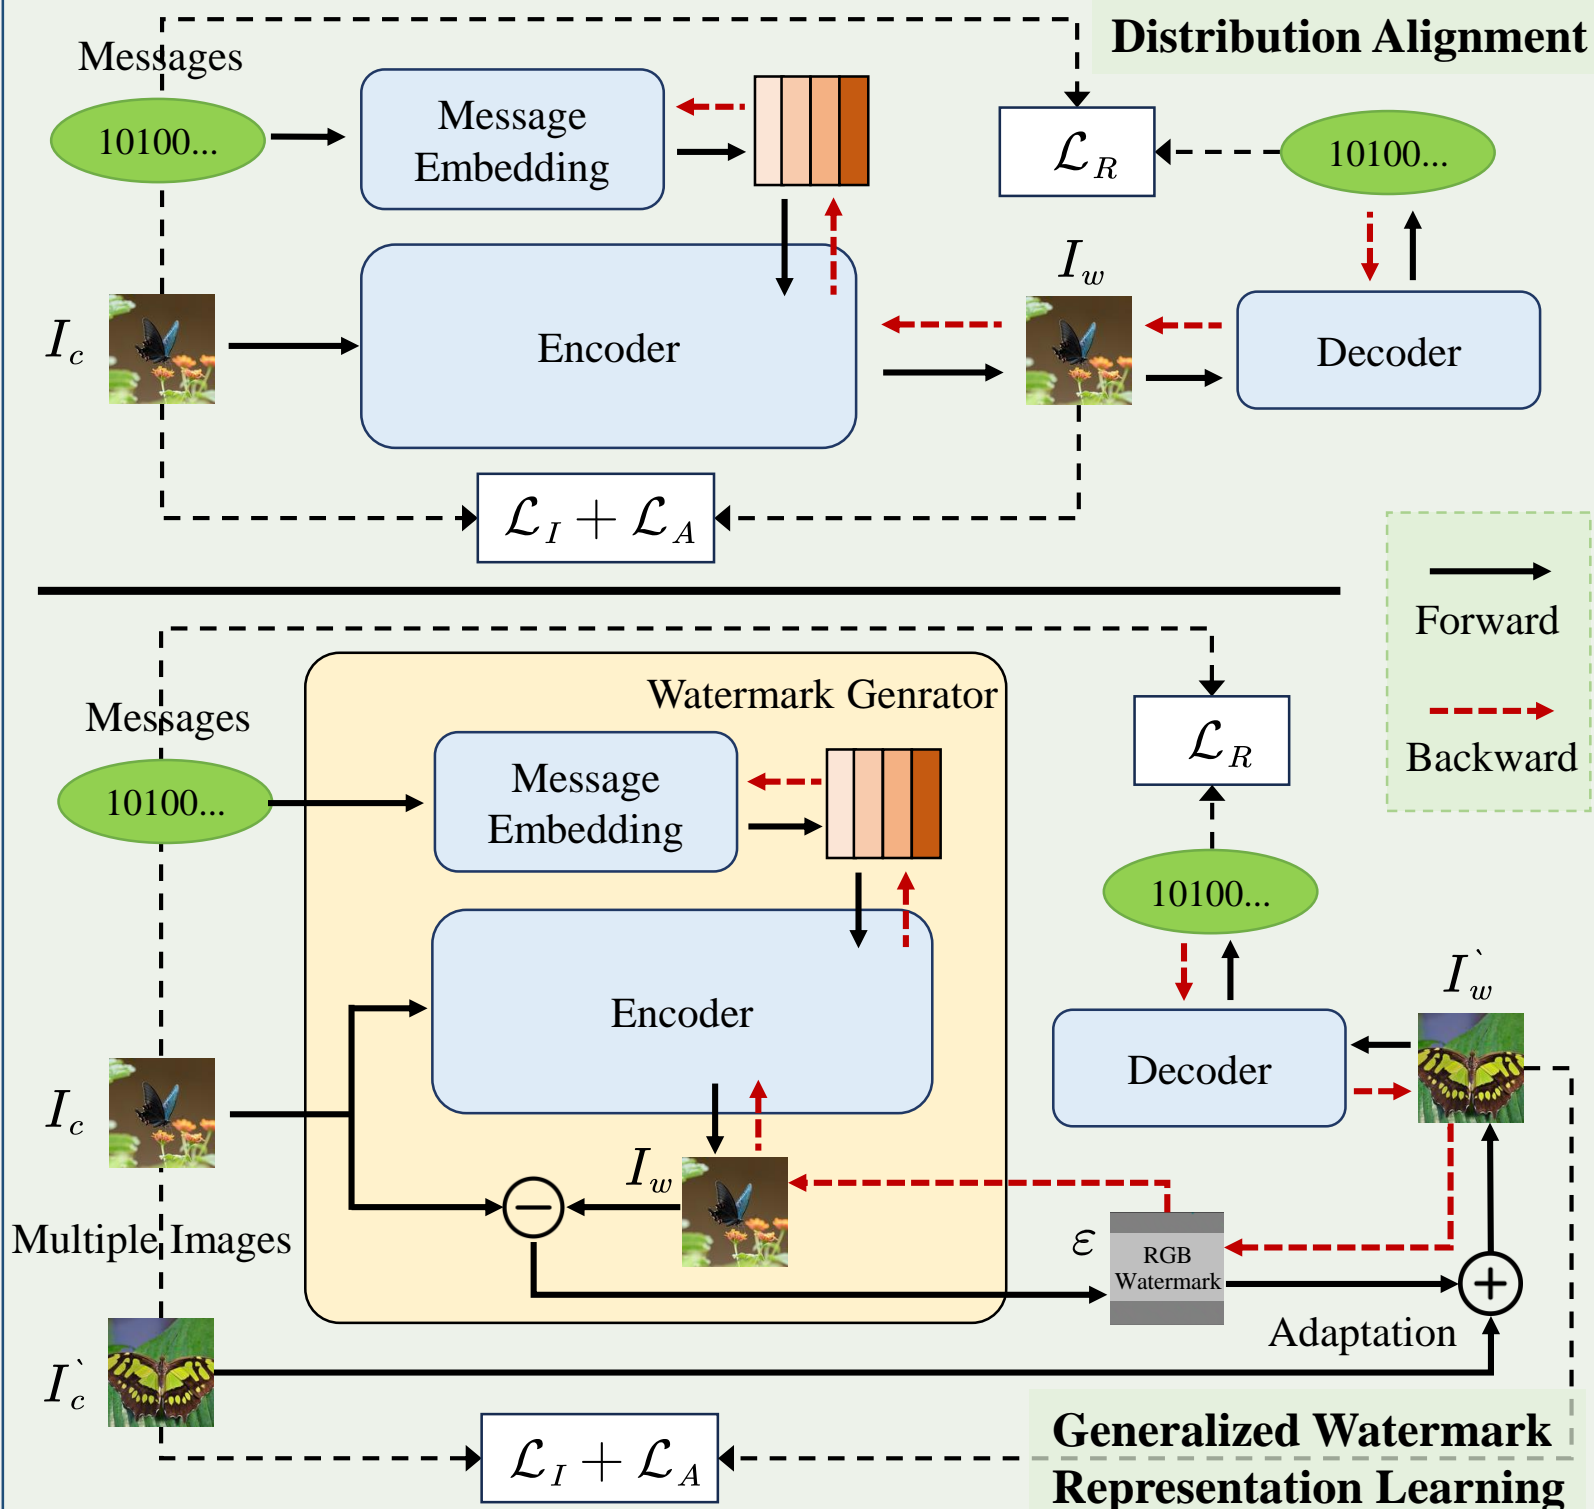 Distribution Alignment
Messages
10100...
Message
Embedding
ℒ_R
10100...
I_w
I_c
Encoder
Decoder
ℒ_I + ℒ_A
Forward
Backward
Watermark Genrator
Messages
10100...
Message
Embedding
ℒ_R
10100...
Encoder
Decoder
I`_w
I_c
I_w
Multiple Images
ε
RGB
Watermark
Adaptation
I`_c
ℒ_I + ℒ_A
Generalized Watermark
Representation Learning